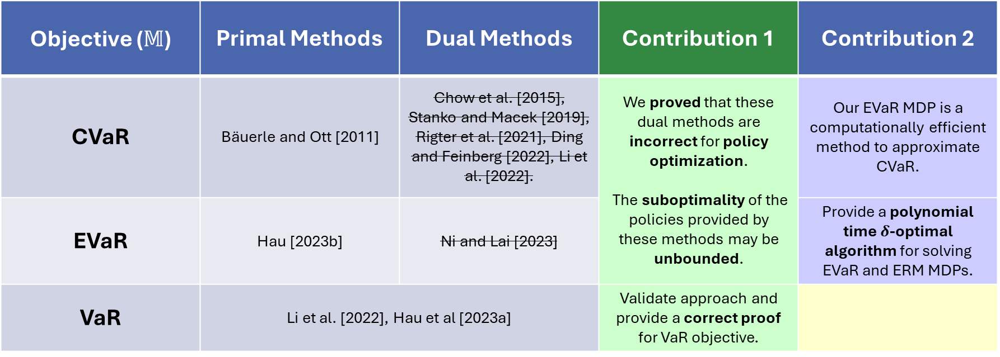 Objective (𝕄)
Primal Methods
Dual Methods
Contribution 1
Contribution 2
CVaR
Bäuerle and Ott [2011]
Chow et al. [2015],
Stanko and Macek [2019],
Rigter et al. [2021], Ding
and Feinberg [2022], Li et
al. [2022].
We proved that these
dual methods are
incorrect for policy
optimization.
The suboptimality of the
policies provided by
these methods may be
unbounded.
Our EVaR MDP is a
computationally efficient
method to approximate
CVaR.
EVaR
Hau [2023b]
Ni and Lai [2023]
Provide a polynomial
time δ-optimal
algorithm for solving
EVaR and ERM MDPs.
VaR
Li et al. [2022], Hau et al [2023a]
Validate approach and
provide a correct proof
for VaR objective.